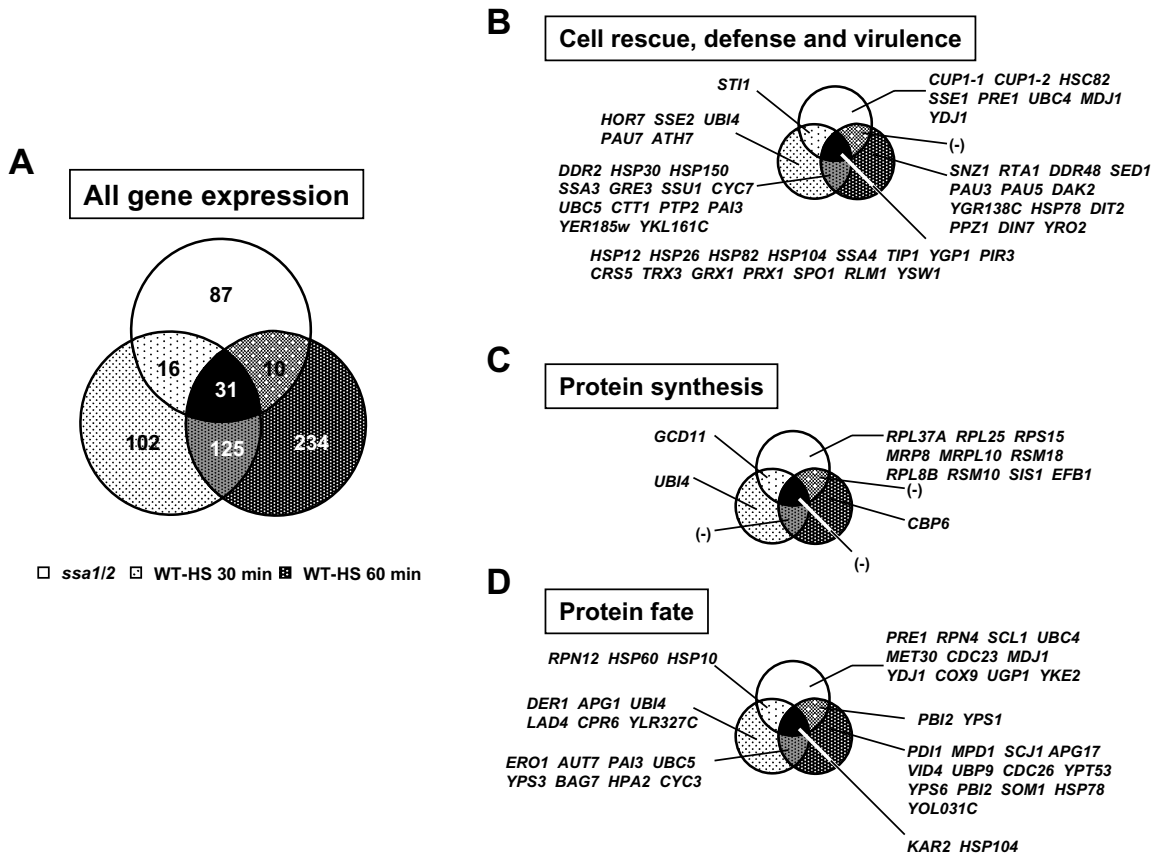 A
All gene expression
87
16
10
31
102
125
234
ssa1/2 WT-HS 30 min WT-HS 60 min
B
Cell rescue, defense and virulence
STI1
CUP1-1 CUP1-2 HSC82
SSE1 PRE1 UBC4 MDJ1
YDJ1
HOR7 SSE2 UBI4
PAU7 ATH7
(-)
DDR2 HSP30 HSP150
SSA3 GRE3 SSU1 CYC7
UBC5 CTT1 PTP2 PAI3
YER185w YKL161C
SNZ1 RTA1 DDR48 SED1
PAU3 PAU5 DAK2
YGR138C HSP78 DIT2
PPZ1 DIN7 YRO2
HSP12 HSP26 HSP82 HSP104 SSA4 TIP1 YGP1 PIR3
CRS5 TRX3 GRX1 PRX1 SPO1 RLM1 YSW1
C
Protein synthesis
GCD11
RPL37A RPL25 RPS15
MRP8 MRPL10 RSM18
RPL8B RSM10 SIS1 EFB1
UBI4
(-)
CBP6
(-)
(-)
D
Protein fate
RPN12 HSP60 HSP10
PRE1 RPN4 SCL1 UBC4
MET30 CDC23 MDJ1
YDJ1 COX9 UGP1 YKE2
DER1 APG1 UBI4
LAD4 CPR6 YLR327C
PBI2 YPS1
ERO1 AUT7 PAI3 UBC5
YPS3 BAG7 HPA2 CYC3
PDI1 MPD1 SCJ1 APG17
VID4 UBP9 CDC26 YPT53
YPS6 PBI2 SOM1 HSP78
YOL031C
KAR2 HSP104